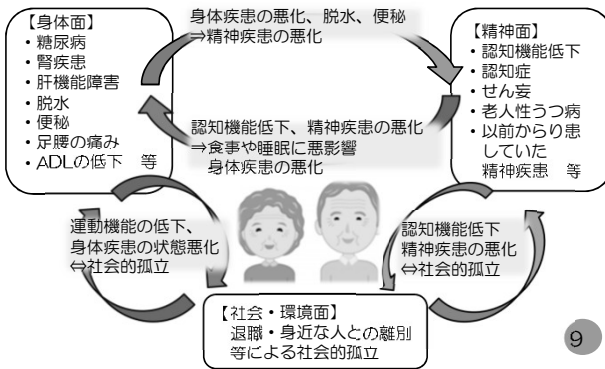 【身体面】
・糖尿病
・腎疾患
・肝機能障害
・脱水
・便秘
・足腰の痛み
・ADLの低下　等
身体疾患の悪化、脱水、便秘
⇒精神疾患の悪化
【精神面】
・認知機能低下
・認知症
・せん妄
・老人性うつ病
・以前からり患
していた
精神疾患　等
認知機能低下、精神疾患の悪化
⇒食事や睡眠に悪影響
身体疾患の悪化
運動機能の低下、
身体疾患の状態悪化
⇔社会的孤立
認知機能低下
精神疾患の悪化
⇔社会的孤立
【社会・環境面】
退職・身近な人との離別
等による社会的孤立
9